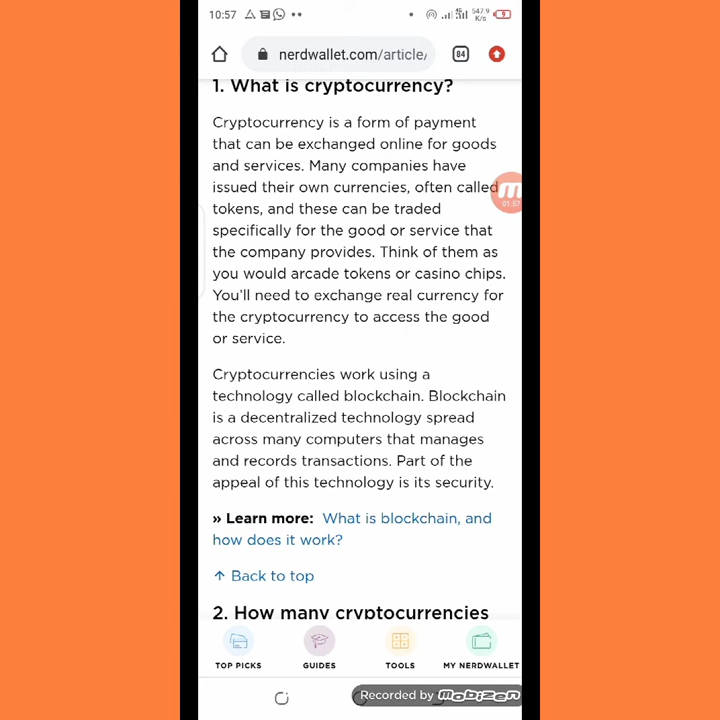 10:57
547.9
K/s
9
nerdwallet.com/article/
84
1. What is cryptocurrency?
Cryptocurrency is a form of payment
that can be exchanged online for goods
and services. Many companies have
issued their own currencies, often called
01:57
tokens, and these can be traded
specifically for the good or service that
the company provides. Think of them as
you would arcade tokens or casino chips.
You'll need to exchange real currency for
the cryptocurrency to access the good
or service.
Cryptocurrencies work using a
technology called blockchain. Blockchain
is a decentralized technology spread
across many computers that manages
and records transactions. Part of the
appeal of this technology is its security.
» Learn more: What is blockchain, and
how does it work?
↑ Back to top
2. How many cryptocurrencies
TOP PICKS
GUIDES
TOOLS
MY NERDWALLET
Recorded by mobizen